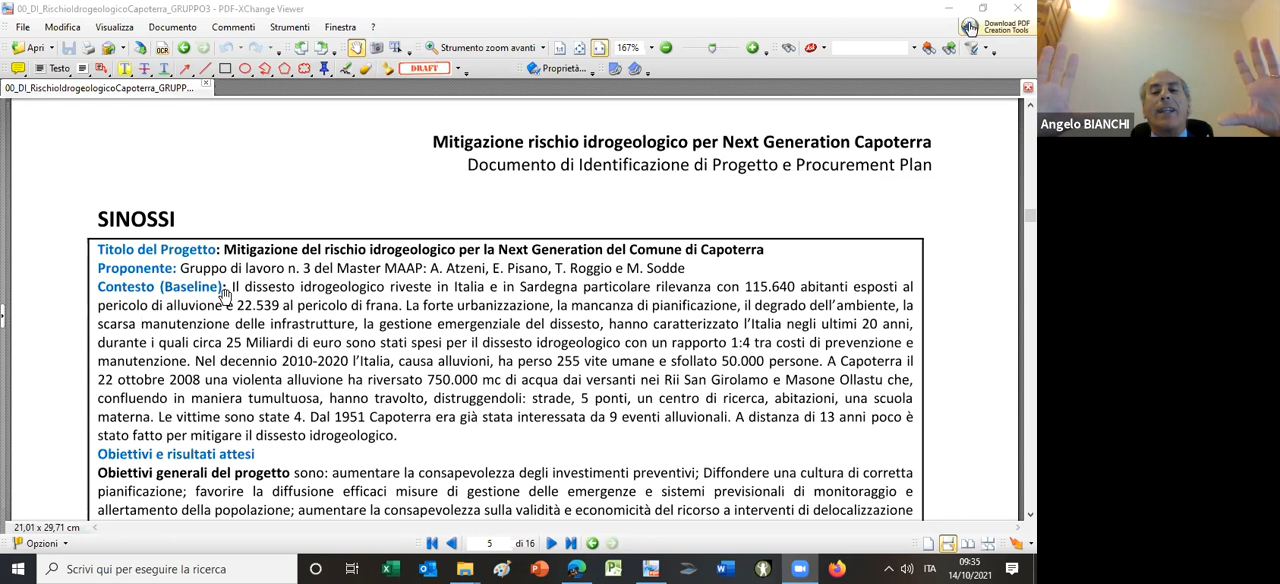 00_DI_RischioIdrogeologicoCapoterra_GRUPPO3 - PDF-XChange Viewer
File Modifica Visualizza Documento Commenti Strumenti Finestra ?
Download PDF
Creation Tools
Apri OCR Strumento zoom avanti 167%
Testo DRAFT Proprietà...
00_DI_RischioIdrogeologicoCapoterra_GRUPP... x
Angelo BIANCHI
Mitigazione rischio idrogeologico per Next Generation Capoterra
Documento di Identificazione di Progetto e Procurement Plan
SINOSSI
Titolo del Progetto: Mitigazione del rischio idrogeologico per la Next Generation del Comune di Capoterra
Proponente: Gruppo di lavoro n. 3 del Master MAAP: A. Atzeni, E. Pisano, T. Roggio e M. Sodde
Contesto (Baseline): Il dissesto idrogeologico riveste in Italia e in Sardegna particolare rilevanza con 115.640 abitanti esposti al
pericolo di alluvione e 22.539 al pericolo di frana. La forte urbanizzazione, la mancanza di pianificazione, il degrado dell'ambiente, la
scarsa manutenzione delle infrastrutture, la gestione emergenziale del dissesto, hanno caratterizzato l'Italia negli ultimi 20 anni,
durante i quali circa 25 Miliardi di euro sono stati spesi per il dissesto idrogeologico con un rapporto 1:4 tra costi di prevenzione e
manutenzione. Nel decennio 2010-2020 l'Italia, causa alluvioni, ha perso 255 vite umane e sfollato 50.000 persone. A Capoterra il
22 ottobre 2008 una violenta alluvione ha riversato 750.000 mc di acqua dai versanti nei Rii San Girolamo e Masone Ollastu che,
confluendo in maniera tumultuosa, hanno travolto, distruggendoli: strade, 5 ponti, un centro di ricerca, abitazioni, una scuola
materna. Le vittime sono state 4. Dal 1951 Capoterra era già stata interessata da 9 eventi alluvionali. A distanza di 13 anni poco è
stato fatto per mitigare il dissesto idrogeologico.
Obiettivi e risultati attesi
Obiettivi generali del progetto sono: aumentare la consapevolezza degli investimenti preventivi; Diffondere una cultura di corretta
pianificazione; favorire la diffusione efficaci misure di gestione delle emergenze e sistemi previsionali di monitoraggio e
allertamento della popolazione; aumentare la consapevolezza sulla validità e economicità del ricorso a interventi di delocalizzazione
21,01 x 29,71 cm
Opzioni 5 di 16
Scrivi qui per eseguire la ricerca
ITA
09:35
14/10/2021